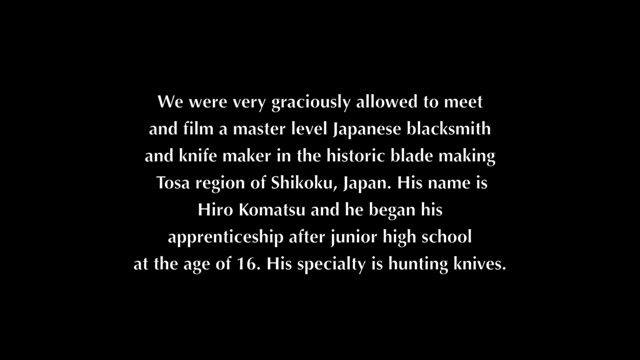 We were very graciously allowed to meet
and film a master level Japanese blacksmith
and knife maker in the historic blade making
Tosa region of Shikoku, Japan. His name is
Hiro Komatsu and he began his
apprenticeship after junior high school
at the age of 16. His specialty is hunting knives.